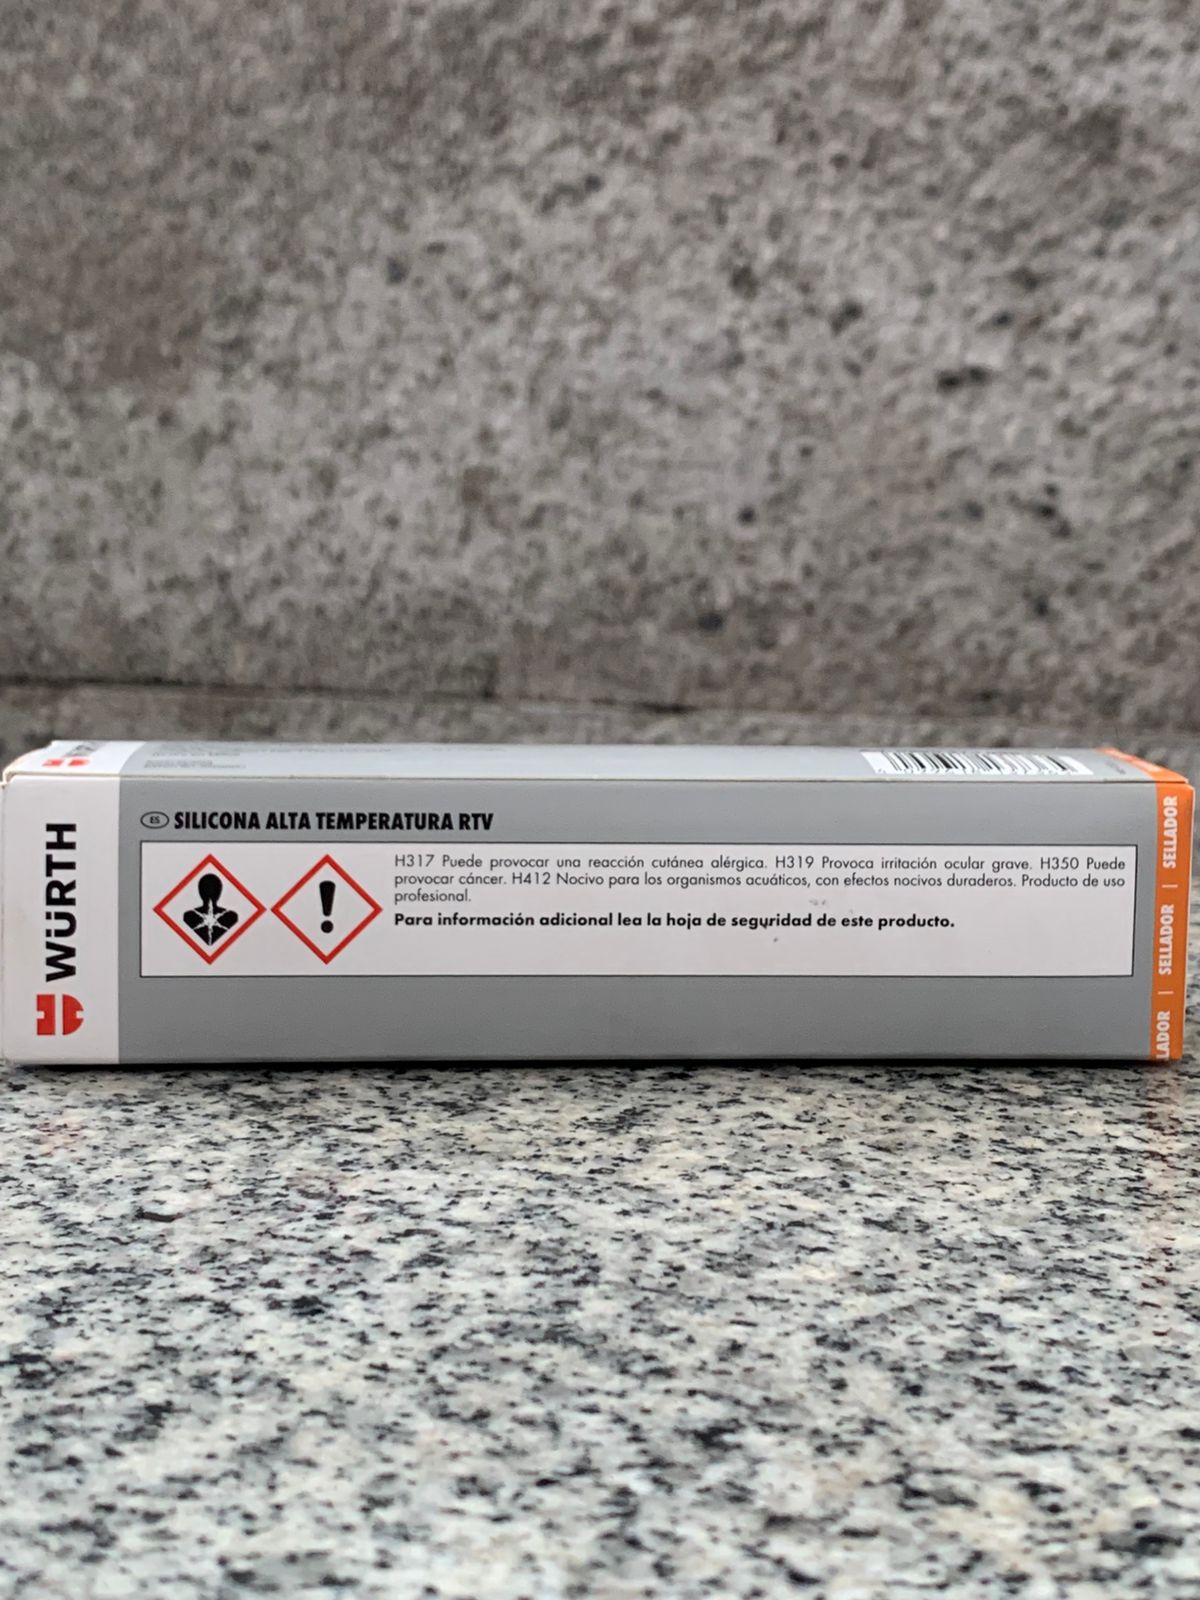 WÜRTH
ES SILICONA ALTA TEMPERATURA RTV
H317 Puede provocar una reacción cutánea alérgica. H319 Provoca irritación ocular grave. H350 Puede
provocar cáncer. H412 Nocivo para los organismos acuáticos, con efectos nocivos duraderos. Producto de uso
profesional.
Para información adicional lea la hoja de seguridad de este producto.
LADOR | SELLADOR | SELLADOR